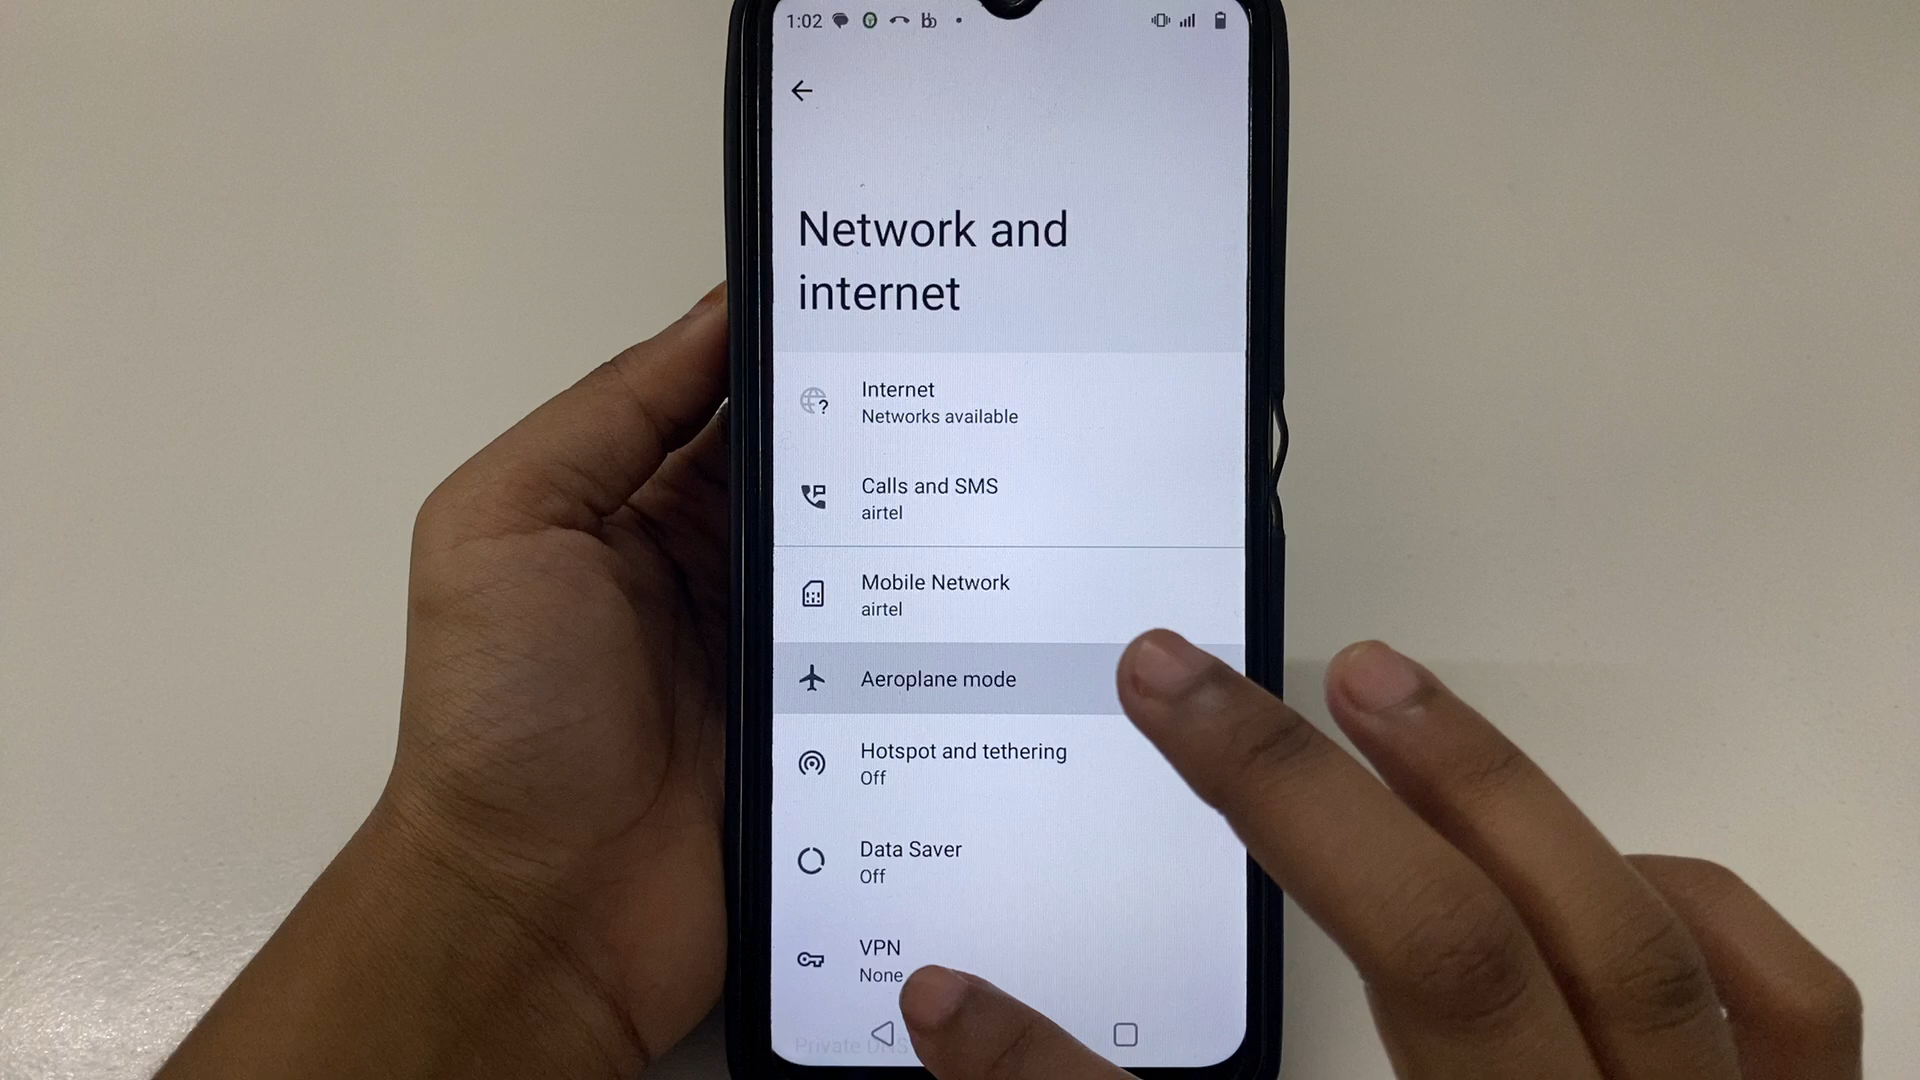 1:02
Network and
internet
Internet
Networks available
Calls and SMS
airtel
Mobile Network
airtel
Aeroplane mode
Hotspot and tethering
Off
Data Saver
Off
VPN
None
Private DNS